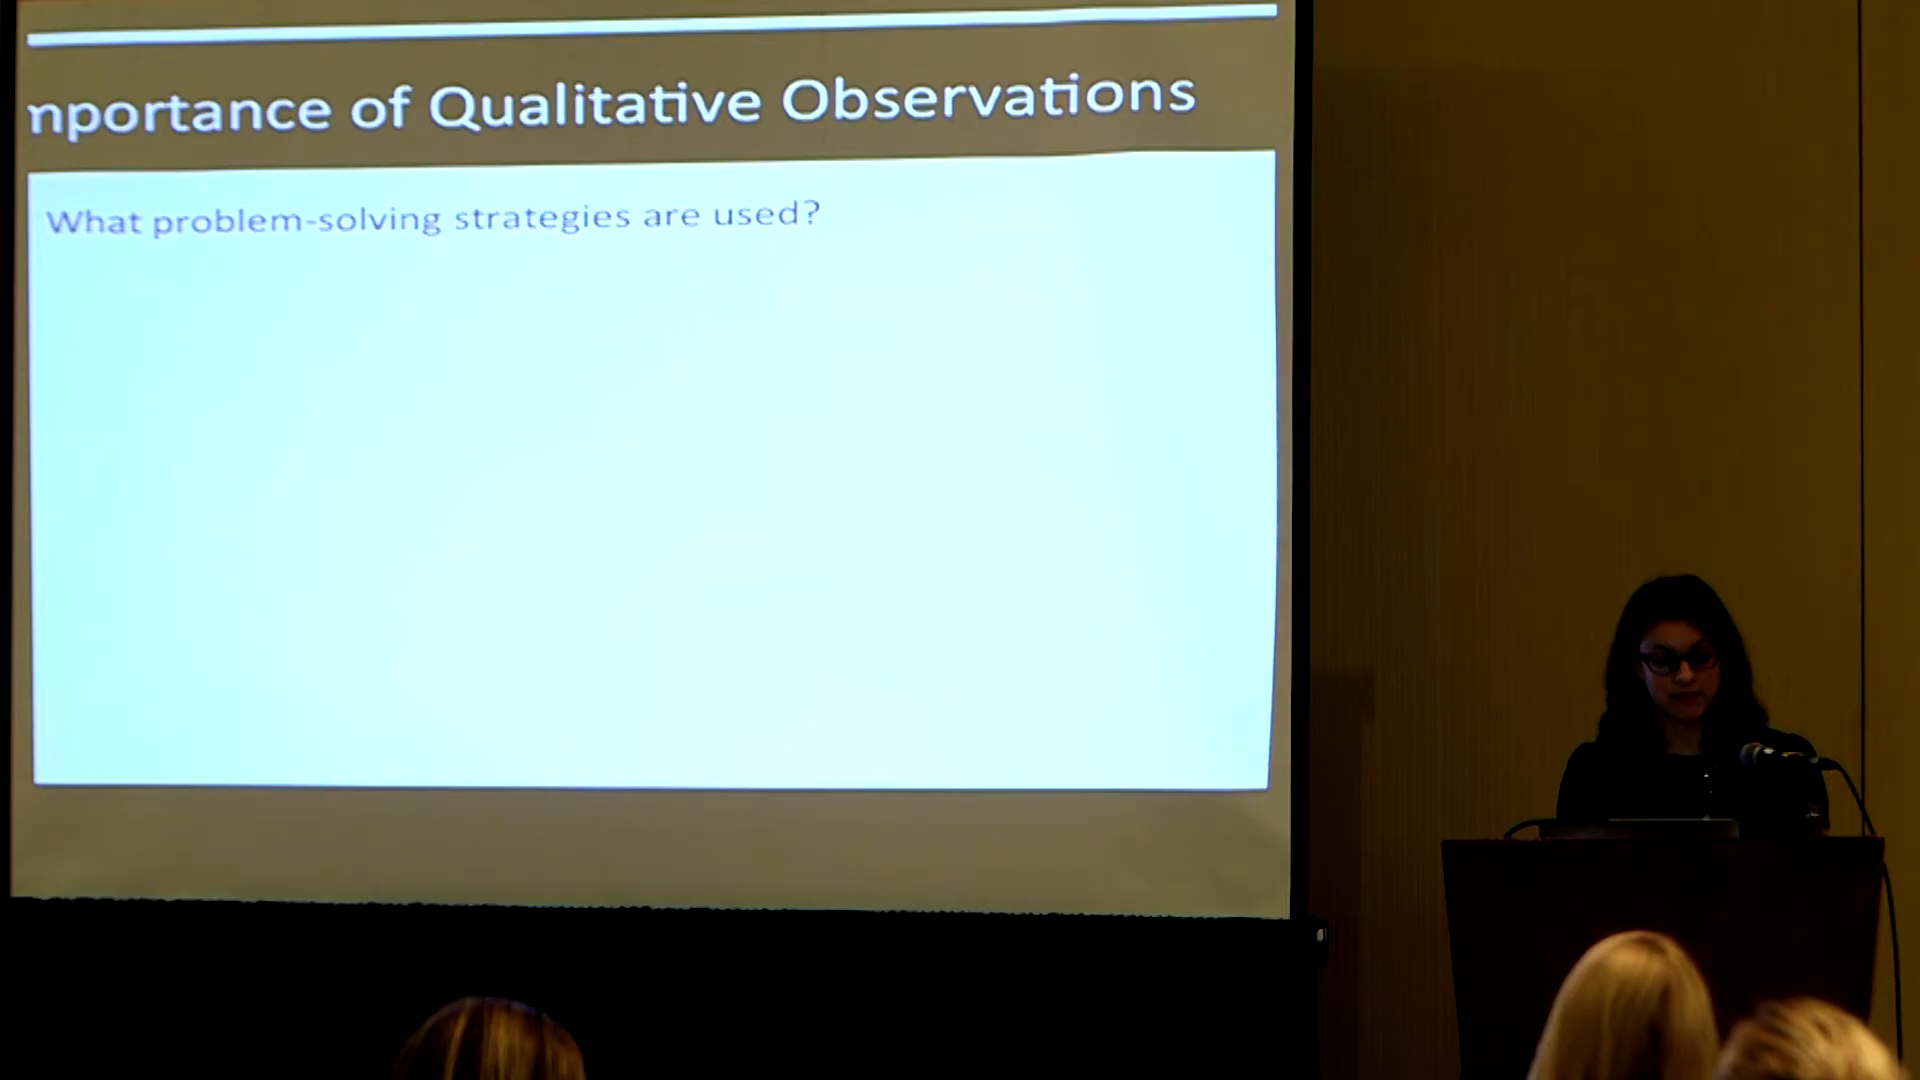 nportance of Qualitative Observations
What problem-solving strategies are used?